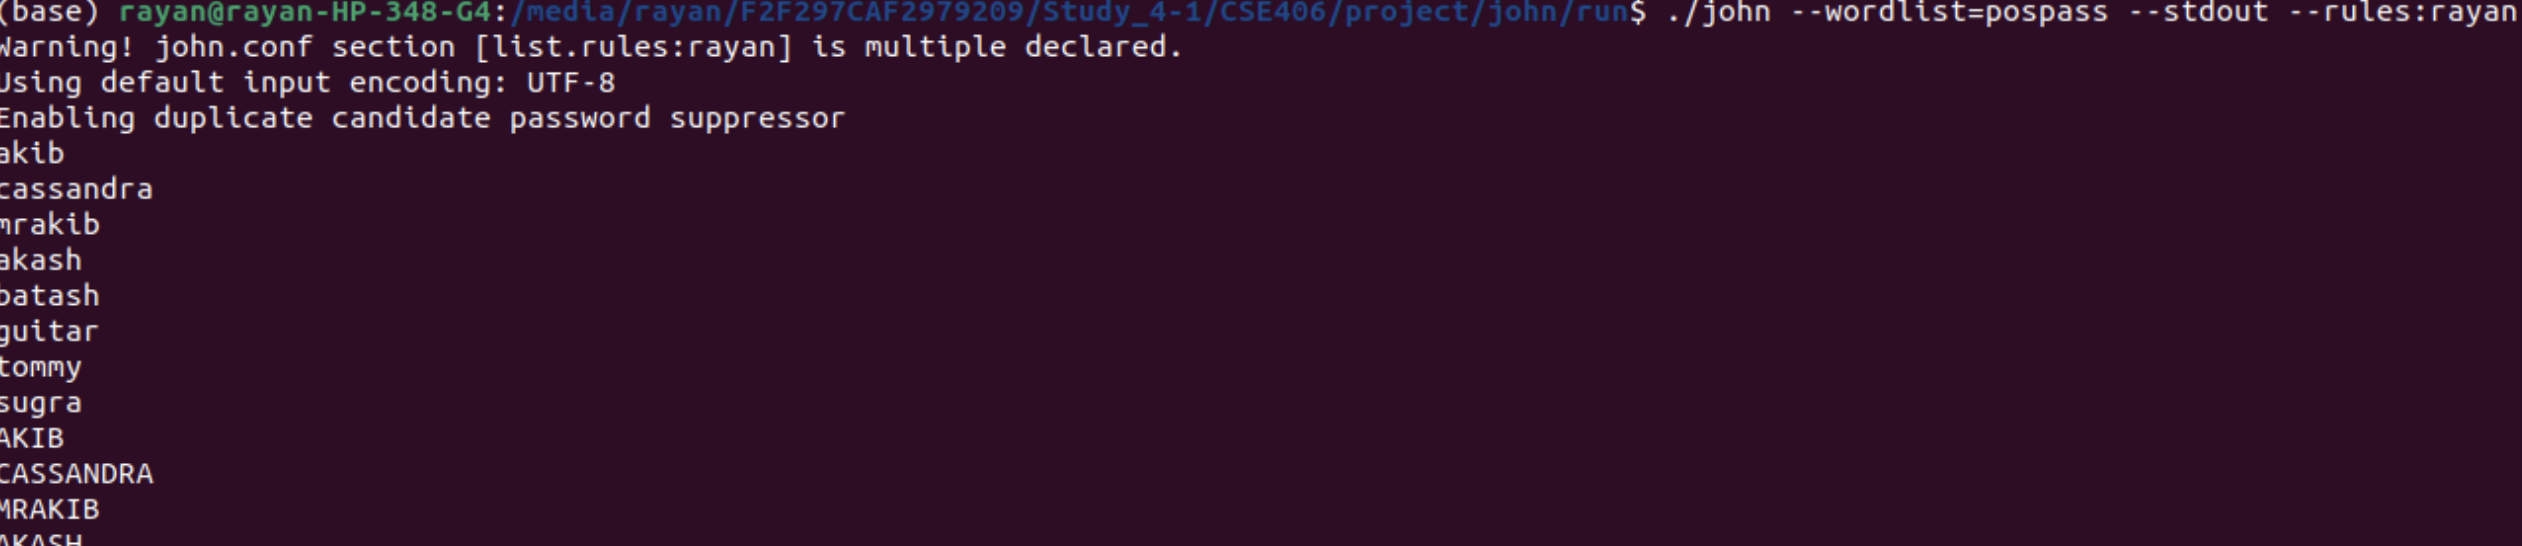 (base) rayan@rayan-HP-348-G4:/media/rayan/F2F297CAF2979209/Study_4-1/CSE406/project/john/run$ ./john --wordlist=pospass --stdout --rules:rayan
Warning! john.conf section [list.rules:rayan] is multiple declared.
Using default input encoding: UTF-8
Enabling duplicate candidate password suppressor
akib
cassandra
mrakib
akash
batash
guitar
tommy
sugra
AKIB
CASSANDRA
MRAKIB
AKASH